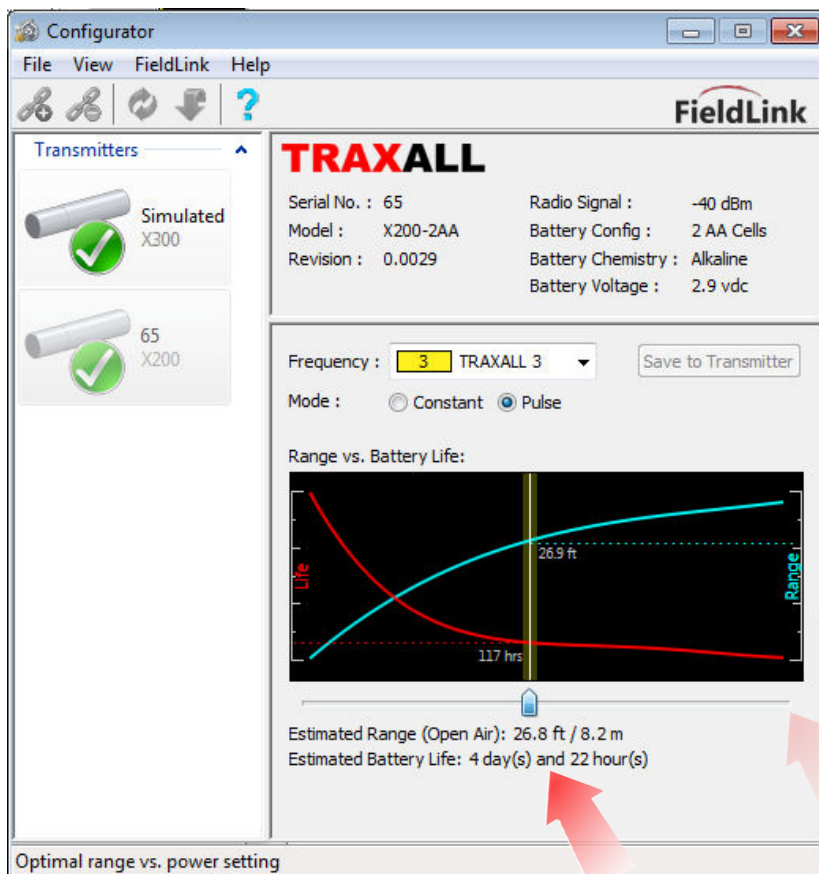 Configurator
File View FieldLink Help
? FieldLink
Transmitters
Simulated
X300
65
X200
TRAXALL
Serial No. : 65 Radio Signal : -40 dBm
Model : X200-2AA Battery Config : 2 AA Cells
Revision : 0.0029 Battery Chemistry : Alkaline
Battery Voltage : 2.9 vdc
Frequency : 3 TRAXALL 3 Save to Transmitter
Mode : Constant Pulse
Range vs. Battery Life:
Life
26.9 ft
Range
117 hrs
Estimated Range (Open Air): 26.8 ft / 8.2 m
Estimated Battery Life: 4 day(s) and 22 hour(s)
Optimal range vs. power setting